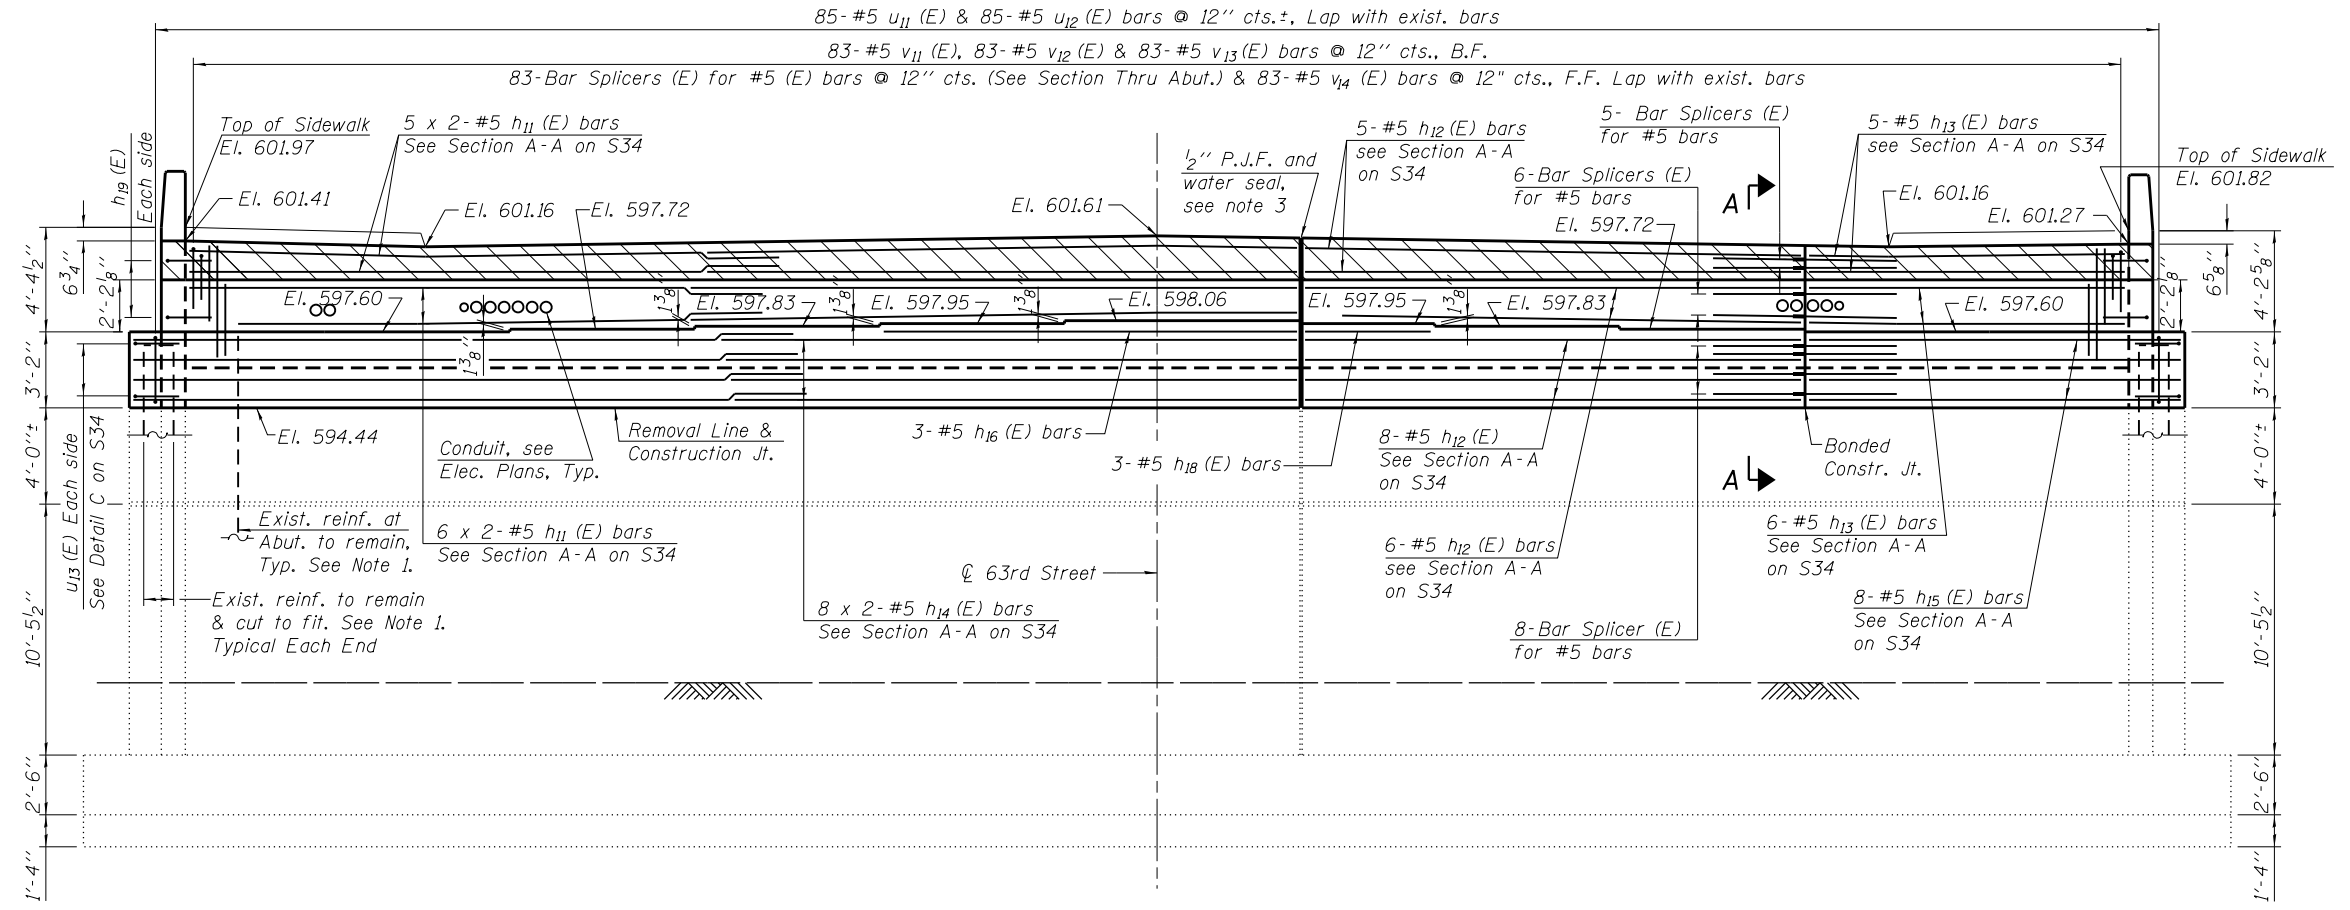 85-#5 u11 (E) & 85-#5 u12 (E) bars @ 12" cts.±, Lap with exist. bars
83-#5 v11 (E), 83-#5 v12 (E) & 83-#5 v13 (E) bars @ 12" cts., B.F.
83-Bar Splicers (E) for #5 (E) bars @ 12" cts. (See Section Thru Abut.) & 83-#5 v14 (E) bars @ 12" cts., F.F. Lap with exist. bars
h19 (E)
Each side
Top of Sidewalk
El. 601.97
5 x 2-#5 h11 (E) bars
See Section A-A on S34
1/2" P.J.F. and
water seal,
see note 3
5-#5 h12 (E) bars
see Section A-A
on S34
5- Bar Splicers (E)
for #5 bars
6-Bar Splicers (E)
for #5 bars
5-#5 h13 (E) bars
see Section A-A on S34
Top of Sidewalk
El. 601.82
A
El. 601.41
El. 601.16
El. 597.72
El. 601.61
El. 597.72
El. 601.16
El. 601.27
4'-4 1/2"
6 3/4"
2'-2 1/8"
3'-2"
4'-0"±
10'-5 1/2"
2'-6"
1'-4"
El. 597.60
1 3/8"
1 3/8"
El. 597.83
1 3/8"
El. 597.95
1 3/8"
El. 598.06
El. 597.95
1 3/8"
El. 597.83
El. 597.60
4'-2 5/8"
6 5/8"
2'-2 1/8"
3'-2"
4'-0"±
10'-5 1/2"
2'-6"
1'-4"
u13 (E) Each side
See Detail C on S34
El. 594.44
Conduit, see
Elec. Plans, Typ.
Removal Line &
Construction Jt.
3-#5 h16 (E) bars
3-#5 h18 (E) bars
8-#5 h12 (E)
See Section A-A
on S34
A
Bonded
Constr. Jt.
Exist. reinf. at
Abut. to remain,
Typ. See Note 1.
6 x 2-#5 h11 (E) bars
See Section A-A on S34
6-#5 h12 (E) bars
see Section A-A
on S34
6-#5 h13 (E) bars
See Section A-A
on S34
℄ 63rd Street
Exist. reinf. to remain
& cut to fit. See Note 1.
Typical Each End
8 x 2-#5 h14 (E) bars
See Section A-A on S34
8-Bar Splicer (E)
for #5 bars
8-#5 h15 (E) bars
See Section A-A
on S34